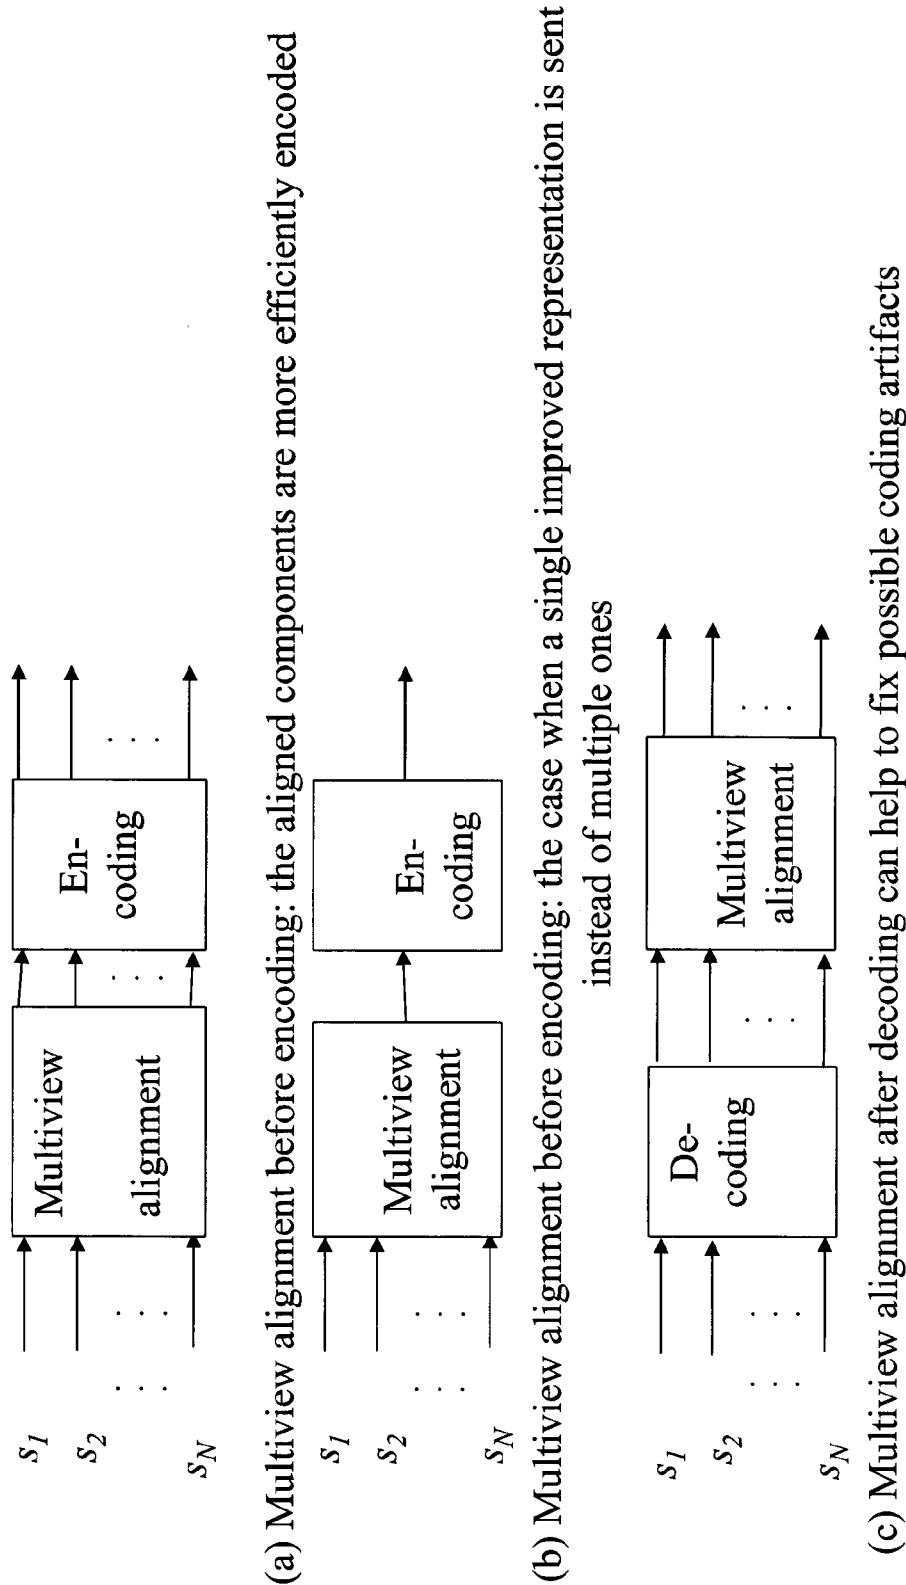 s1
s2
. . .
sN
. . .
Multiview
alignment
. . .
En-
coding
. . .
(a) Multiview alignment before encoding: the aligned components are more efficiently encoded
s1
s2
. . .
sN
. . .
Multiview
alignment
En-
coding
(b) Multiview alignment before encoding: the case when a single improved representation is sent
instead of multiple ones
s1
s2
. . .
sN
. . .
De-
coding
. . .
Multiview
alignment
. . .
(c) Multiview alignment after decoding can help to fix possible coding artifacts